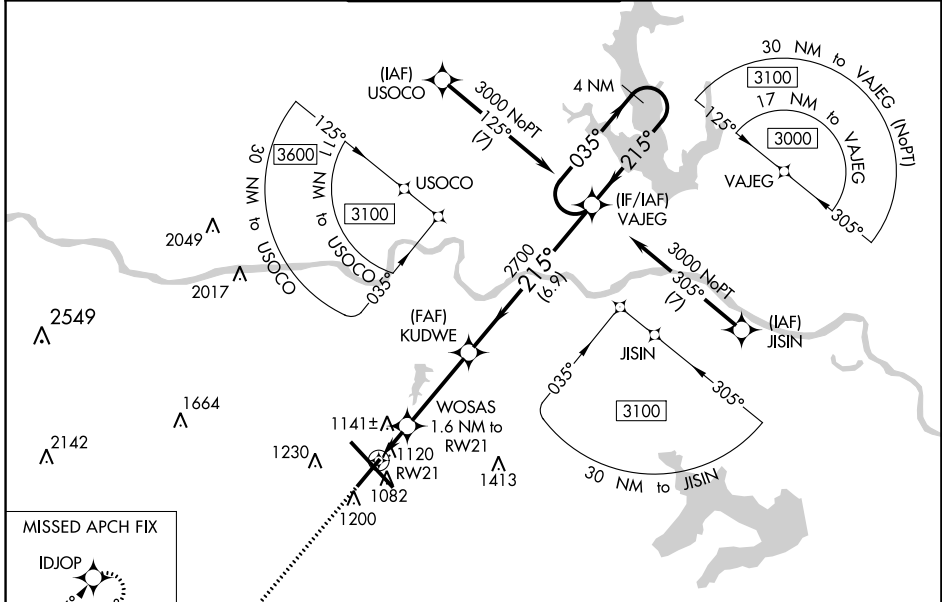 (IAF)
USOCO
3000 NoPT
125°
(7)
4 NM
035°
215°
(IF/IAF)
VAJEG
30 NM to VAJEG (NoPT)
3100
17 NM to VAJEG
3000
125°
VAJEG
305°
125°
3600
11 NM to USOCO
3100
USOCO
30 NM to USOCO
035°
2049
2017
2549
2700
215°
(6.9)
(FAF)
KUDWE
3000 NoPT
305°
(7)
(IAF)
JISIN
JISIN
035°
305°
3100
30 NM to JISIN
1664
2142
1141±
WOSAS
1.6 NM to
RW21
1230
1120
RW21
1082
1413
1200
MISSED APCH FIX
IDJOP